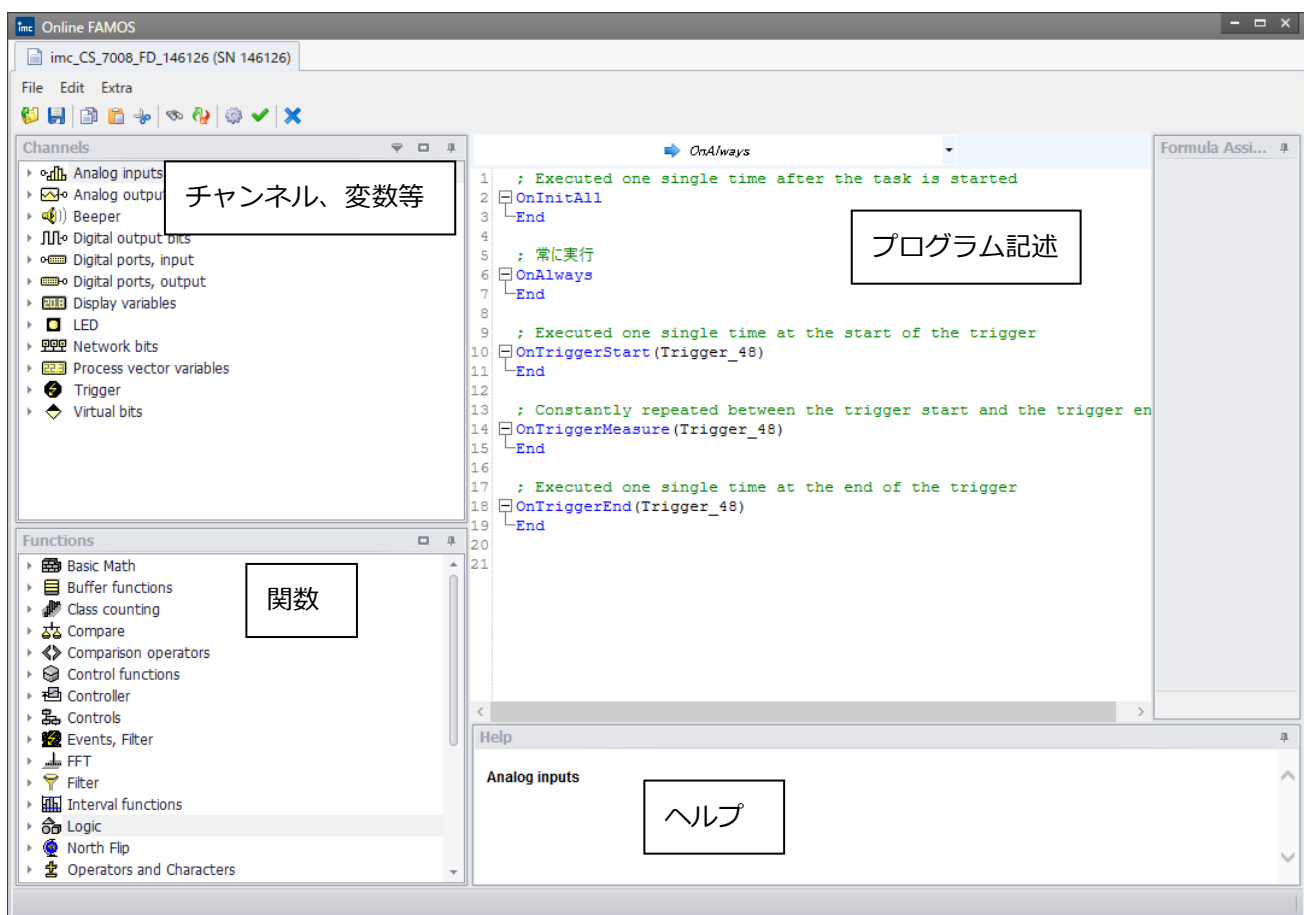 imc Online FAMOS
imc_CS_7008_FD_146126 (SN 146126)
File Edit Extra
Channels
Analog inputs
Analog output
Beeper
Digital output bits
Digital ports, input
Digital ports, output
Display variables
LED
Network bits
Process vector variables
Trigger
Virtual bits
チャンネル、変数等
Functions
Basic Math
Buffer functions
Class counting
Compare
Comparison operators
Control functions
Controller
Controls
Events, Filter
FFT
Filter
Interval functions
Logic
North Flip
Operators and Characters
関数
OnAlways
1 ; Executed one single time after the task is started
2 OnInitAll
3 End
4
5 ; 常に実行
6 OnAlways
7 End
8
9 ; Executed one single time at the start of the trigger
10 OnTriggerStart(Trigger_48)
11 End
12
13 ; Constantly repeated between the trigger start and the trigger en
14 OnTriggerMeasure(Trigger_48)
15 End
16
17 ; Executed one single time at the end of the trigger
18 OnTriggerEnd(Trigger_48)
19 End
20
21
プログラム記述
Formula Assi...
Help
Analog inputs
ヘルプ